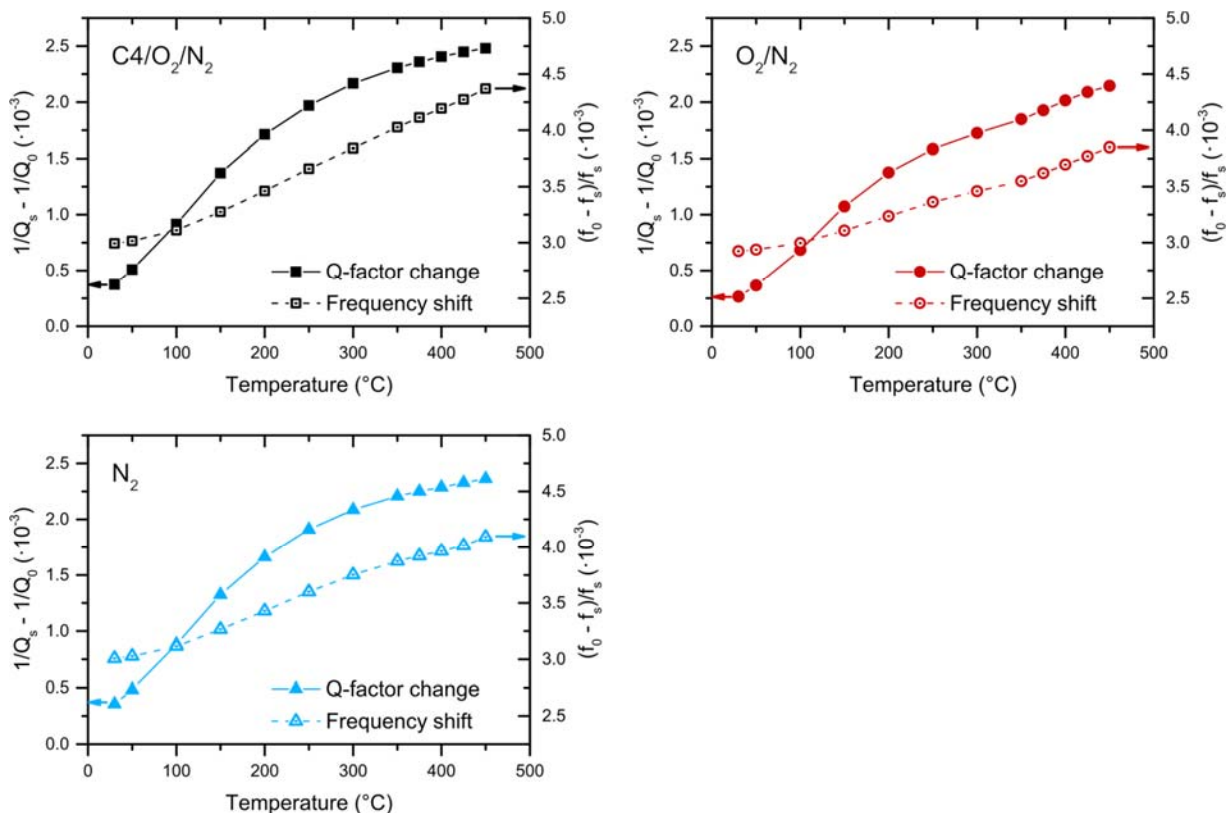 C4/O₂/N₂
1/Qₛ - 1/Q₀ (·10⁻³)
2.5
2.0
1.5
1.0
0.5
0.0
5.0
4.5
4.0
3.5
3.0
2.5
(f₀ - fₛ)/fₛ (·10⁻³)
Q-factor change
Frequency shift
0 100 200 300 400 500
Temperature (°C)
O₂/N₂
1/Qₛ - 1/Q₀ (·10⁻³)
2.5
2.0
1.5
1.0
0.5
0.0
5.0
4.5
4.0
3.5
3.0
2.5
(f₀ - fₛ)/fₛ (·10⁻³)
Q-factor change
Frequency shift
0 100 200 300 400 500
Temperature (°C)
N₂
1/Qₛ - 1/Q₀ (·10⁻³)
2.5
2.0
1.5
1.0
0.5
0.0
5.0
4.5
4.0
3.5
3.0
2.5
(f₀ - fₛ)/fₛ (·10⁻³)
Q-factor change
Frequency shift
0 100 200 300 400 500
Temperature (°C)